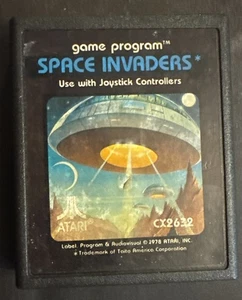 game program™
SPACE INVADERS*
Use with Joystick Controllers
ATARI®
CX2632
Label, Program & Audiovisual © 1978 ATARI, INC.
* Trademark of Taito America Corporation